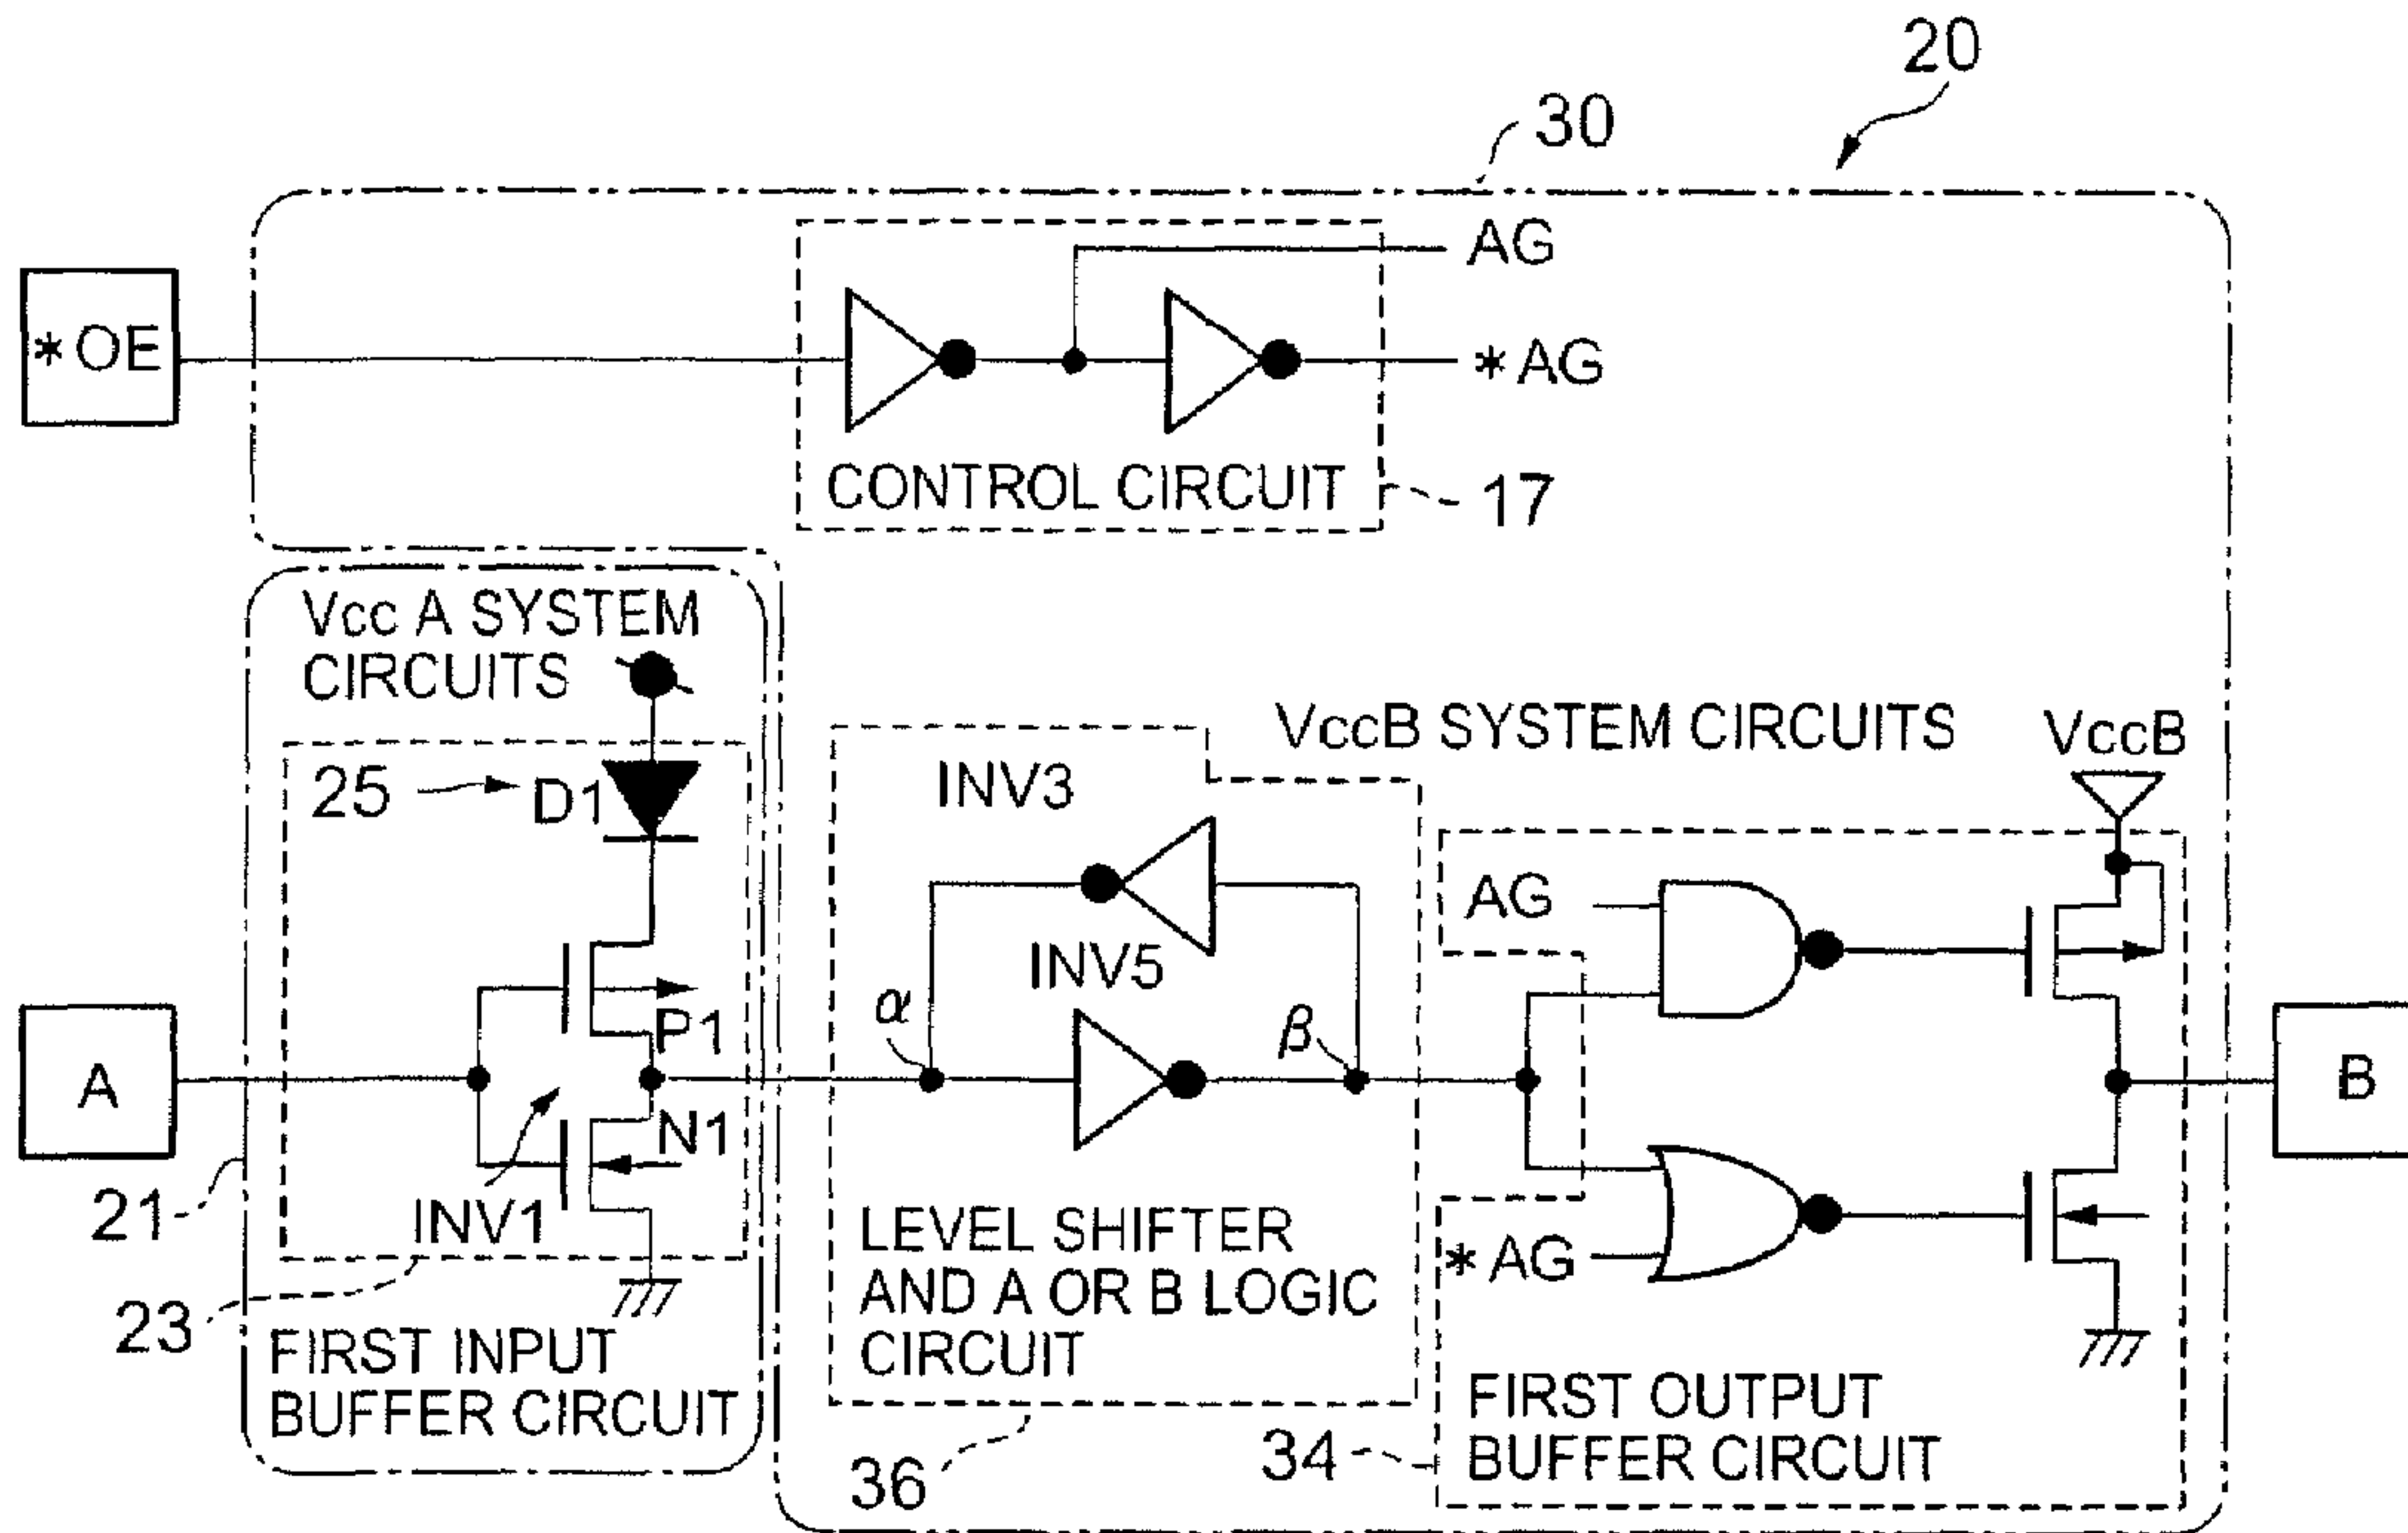 20
30
AG
*OE
*AG
CONTROL CIRCUIT
17
Vcc A SYSTEM
CIRCUITS
VccB SYSTEM CIRCUITS
VccB
25
D1
INV3
AG
INV5
α
β
P1
A
B
N1
21
INV1
LEVEL SHIFTER
AND A OR B LOGIC
CIRCUIT
*AG
23
FIRST INPUT
BUFFER CIRCUIT
FIRST OUTPUT
BUFFER CIRCUIT
36
34